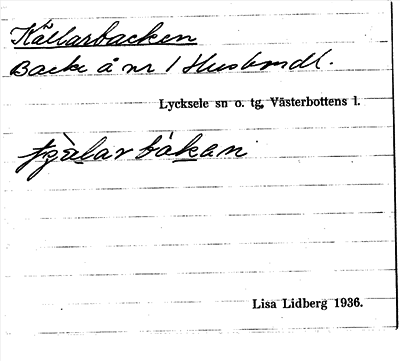 Källarbacken
Backe å nr 1 Husbondl.
Lycksele sn o. tg, Västerbottens l.
Lisa Lidberg 1936.